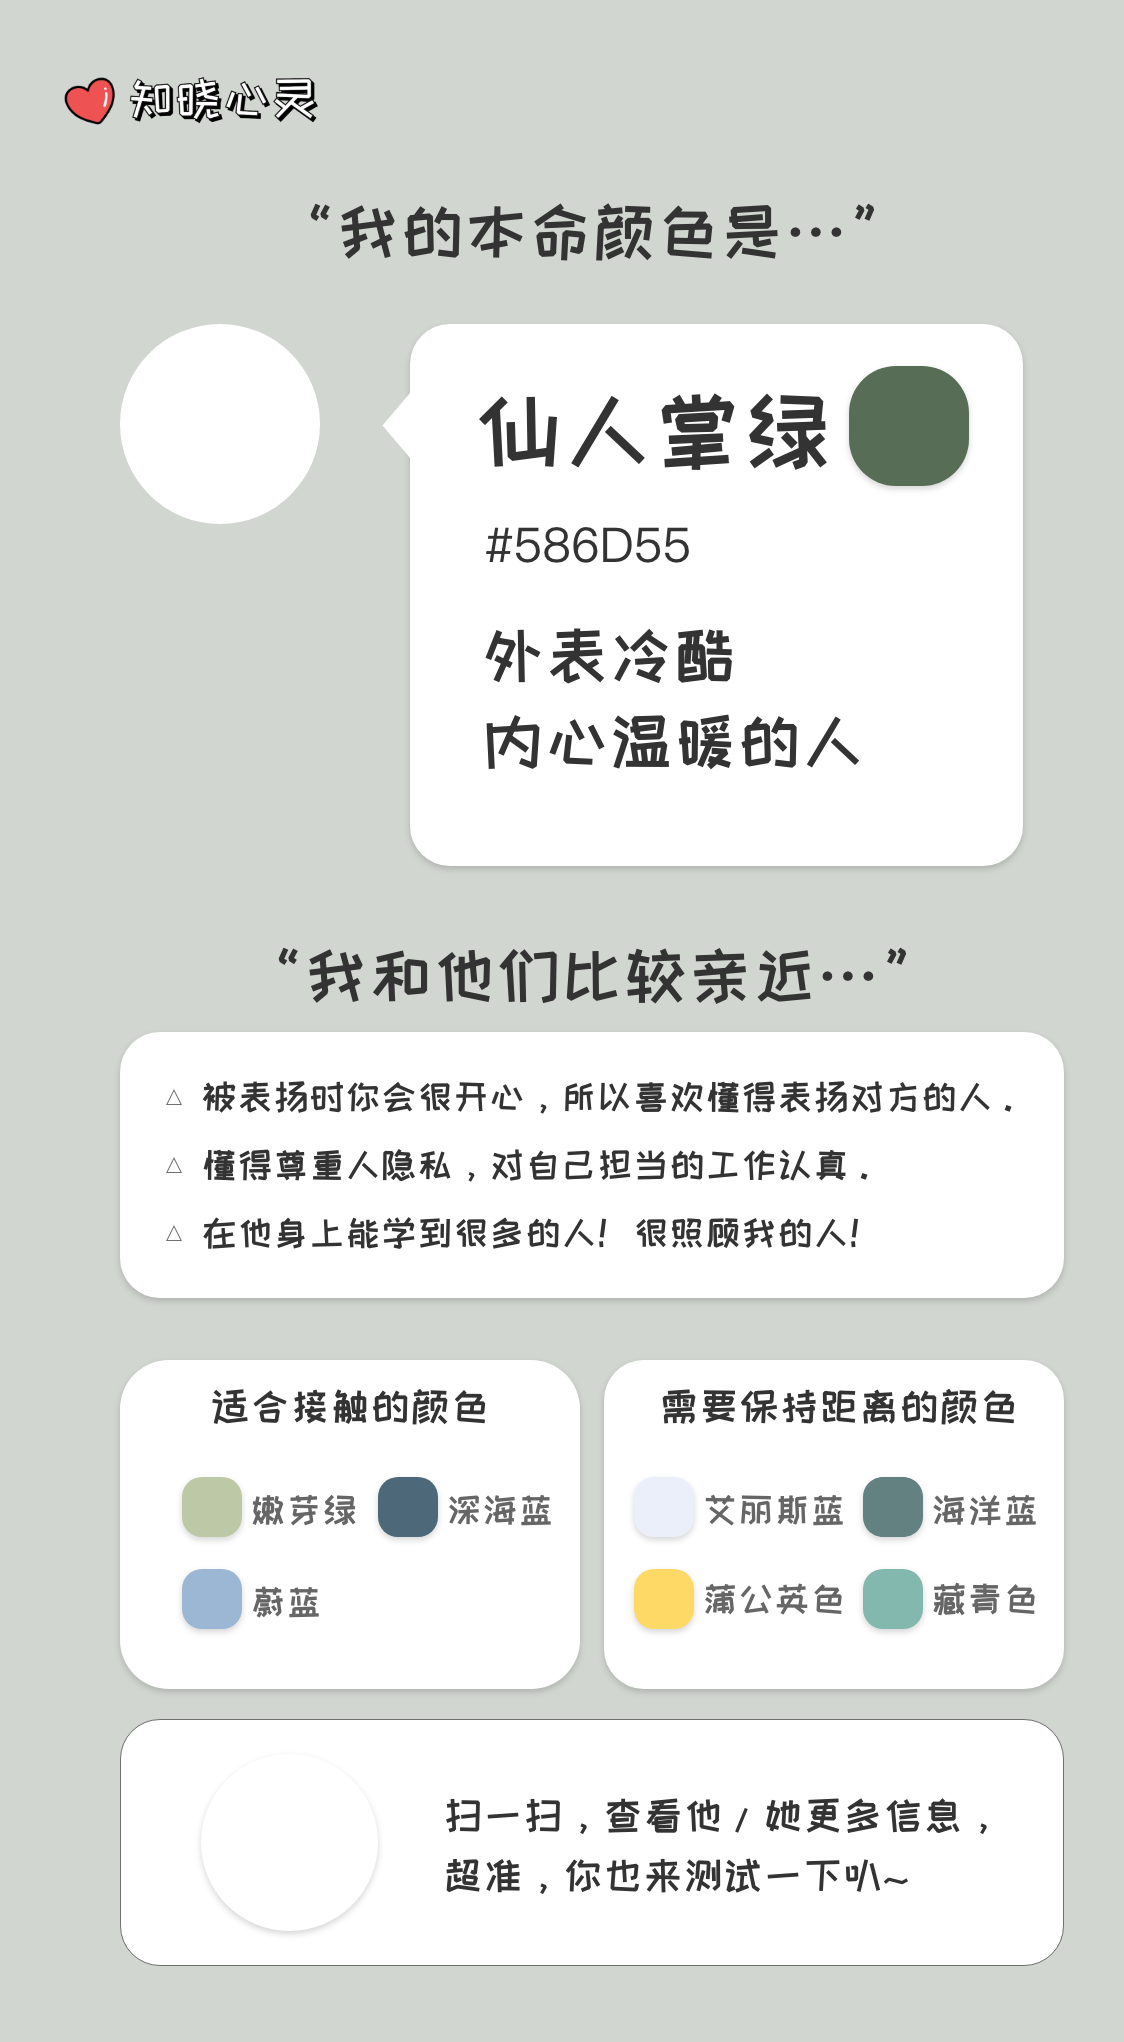 知晓心灵
“我的本命颜色是…”
仙人掌绿
#586D55
外表冷酷
内心温暖的人
“我和他们比较亲近…”
△ 被表扬时你会很开心，所以喜欢懂得表扬对方的人.
△ 懂得尊重人隐私，对自己担当的工作认真.
△ 在他身上能学到很多的人！很照顾我的人！
适合接触的颜色
嫩芽绿 深海蓝
蔚蓝
需要保持距离的颜色
艾丽斯蓝 海洋蓝
蒲公英色 藏青色
扫一扫，查看他/她更多信息，
超准，你也来测试一下叭~